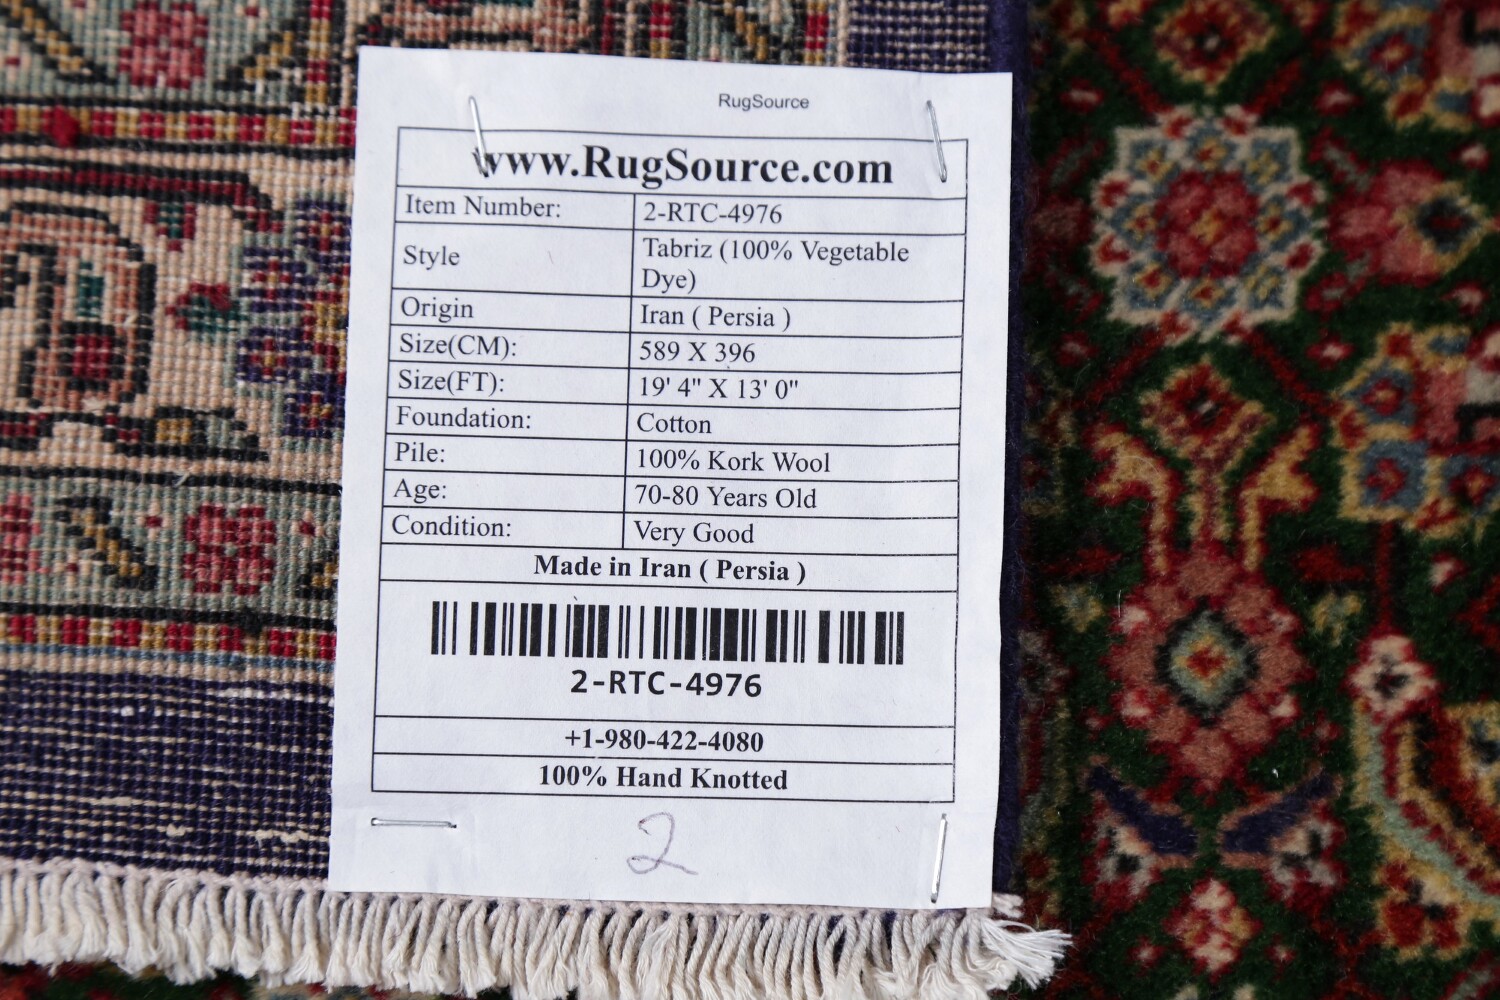 RugSource
www.RugSource.com
Item Number: 2-RTC-4976
Style Tabriz (100% Vegetable
Dye)
Origin Iran ( Persia )
Size(CM): 589 X 396
Size(FT): 19' 4" X 13' 0"
Foundation: Cotton
Pile: 100% Kork Wool
Age: 70-80 Years Old
Condition: Very Good
Made in Iran ( Persia )
2-RTC-4976
+1-980-422-4080
100% Hand Knotted
2